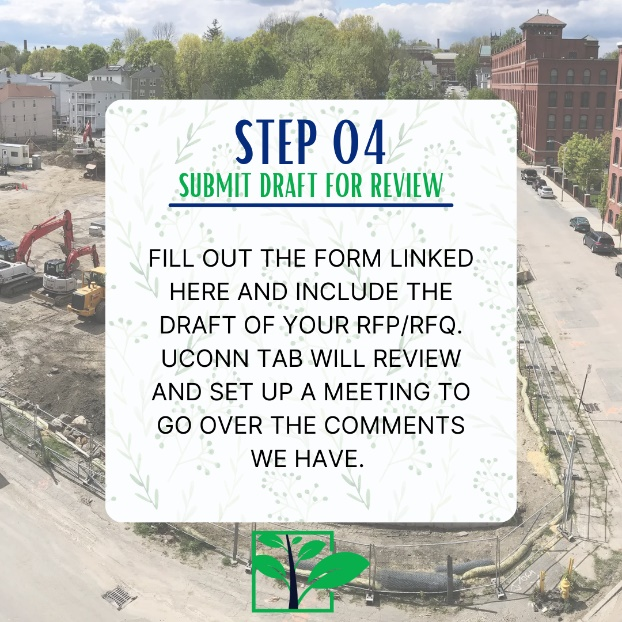 STEP 04
SUBMIT DRAFT FOR REVIEW
FILL OUT THE FORM LINKED
HERE AND INCLUDE THE
DRAFT OF YOUR RFP/RFQ.
UCONN TAB WILL REVIEW
AND SET UP A MEETING TO
GO OVER THE COMMENTS
WE HAVE.